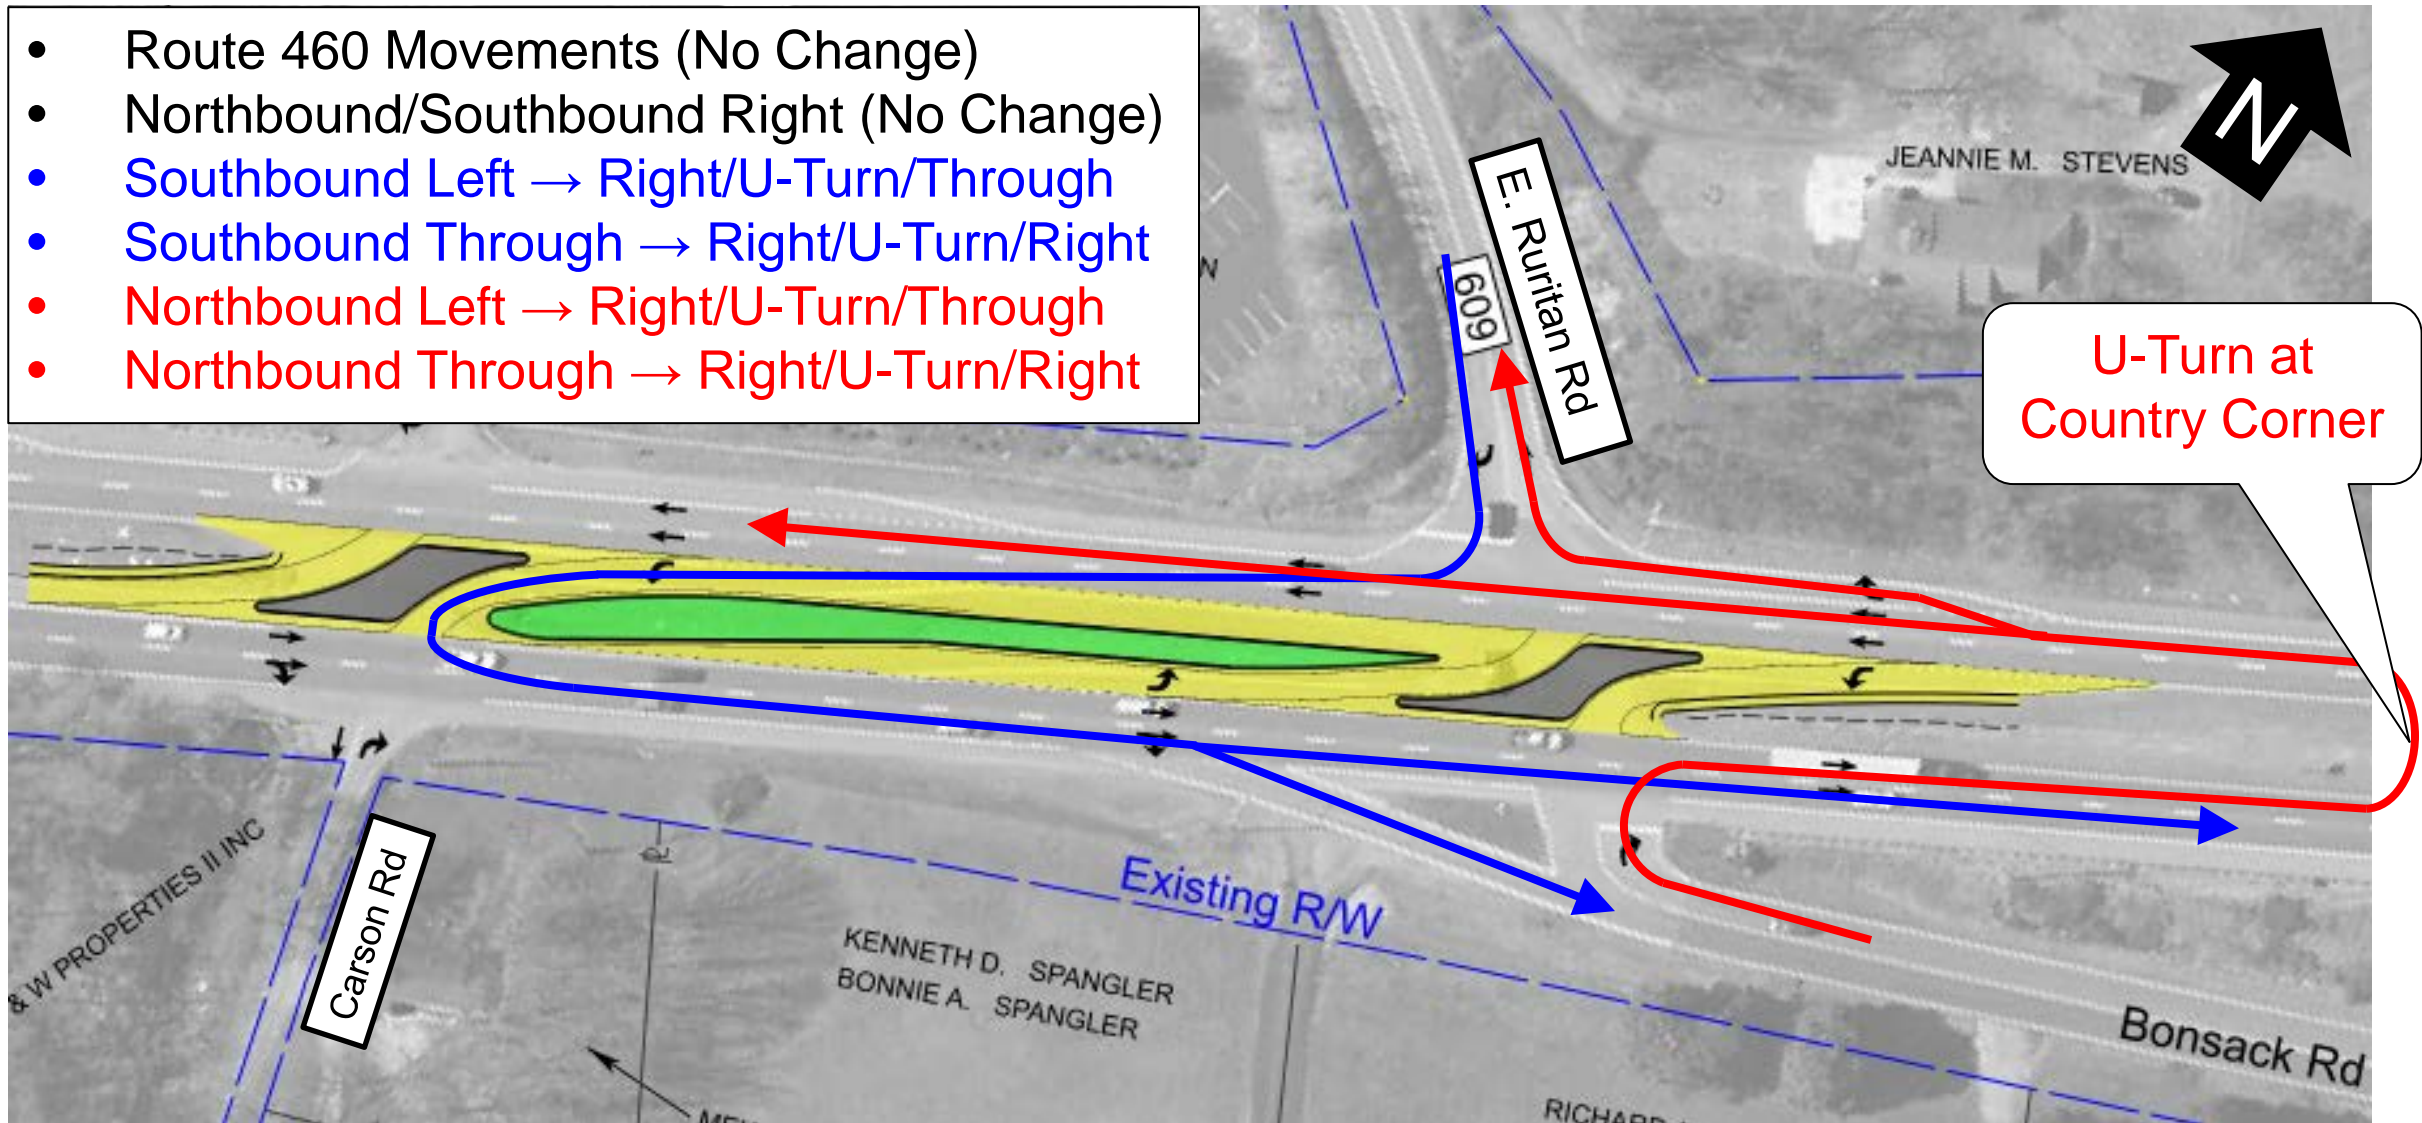 • Route 460 Movements (No Change)
• Northbound/Southbound Right (No Change)
• Southbound Left → Right/U-Turn/Through
• Southbound Through → Right/U-Turn/Right
• Northbound Left → Right/U-Turn/Through
• Northbound Through → Right/U-Turn/Right
N
JEANNIE M. STEVENS
E. Ruritan Rd
609
N
U-Turn at
Country Corner
& W PROPERTIES II INC
Carson Rd
Existing R/W
KENNETH D. SPANGLER
BONNIE A. SPANGLER
Bonsack Rd
RICHARD